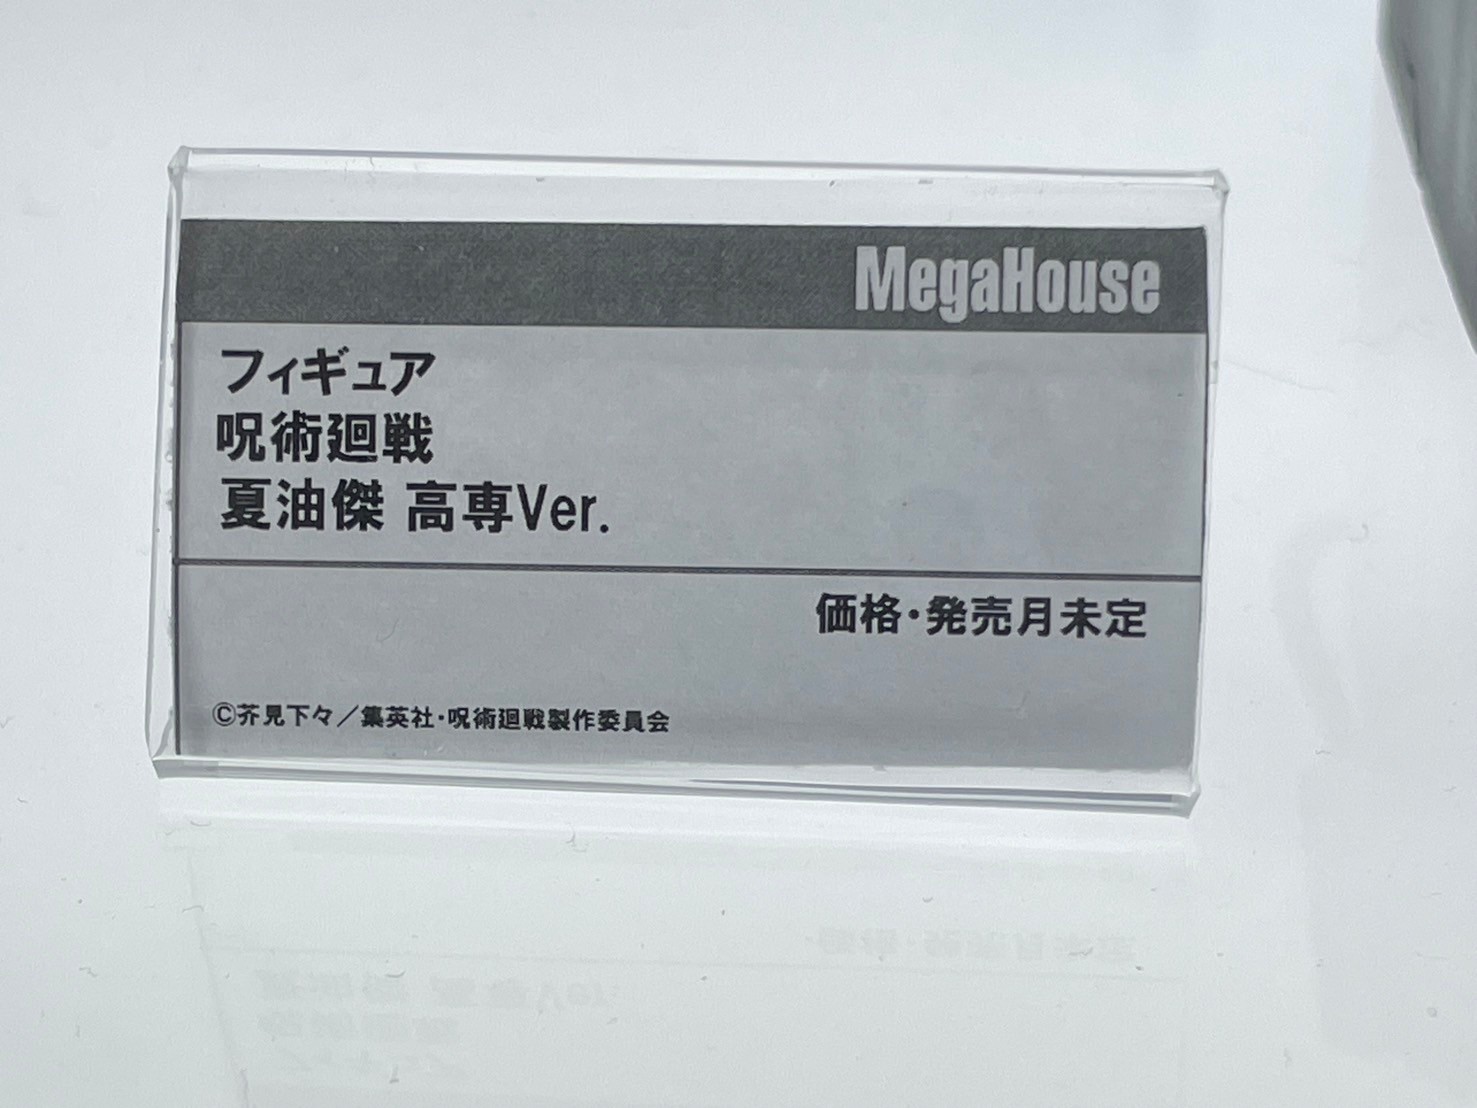 MegaHouse
フィギュア
呪術廻戦
夏油傑 高専Ver.
価格・発売月未定
©芥見下々／集英社・呪術廻戦製作委員会